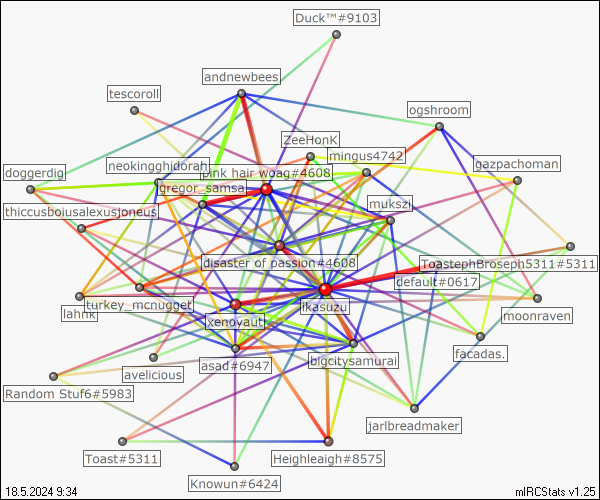 Duck™#9103
andnewbees
tescoroll
ogshroom
ZeeHonK
mingus4742
neokingghidorah
pink hair woag#4608
gazpachoman
doggerdig
gregor_samsa
mukszi
thiccusboiusalexusjoneus
disaster of passion#4608
ToastephBroseph5311#5311
default#0617
lahnk
turkey_mcnugget
ikasuzu
moonraven
xenovaut
facadas.
bigcitysamurai
asad#6947
avelicious
Random Stuf6#5983
jarlbreadmaker
Toast#5311
Heighleaigh#8575
Knowun#6424
18.5.2024 9:34
mIRCStats v1.25